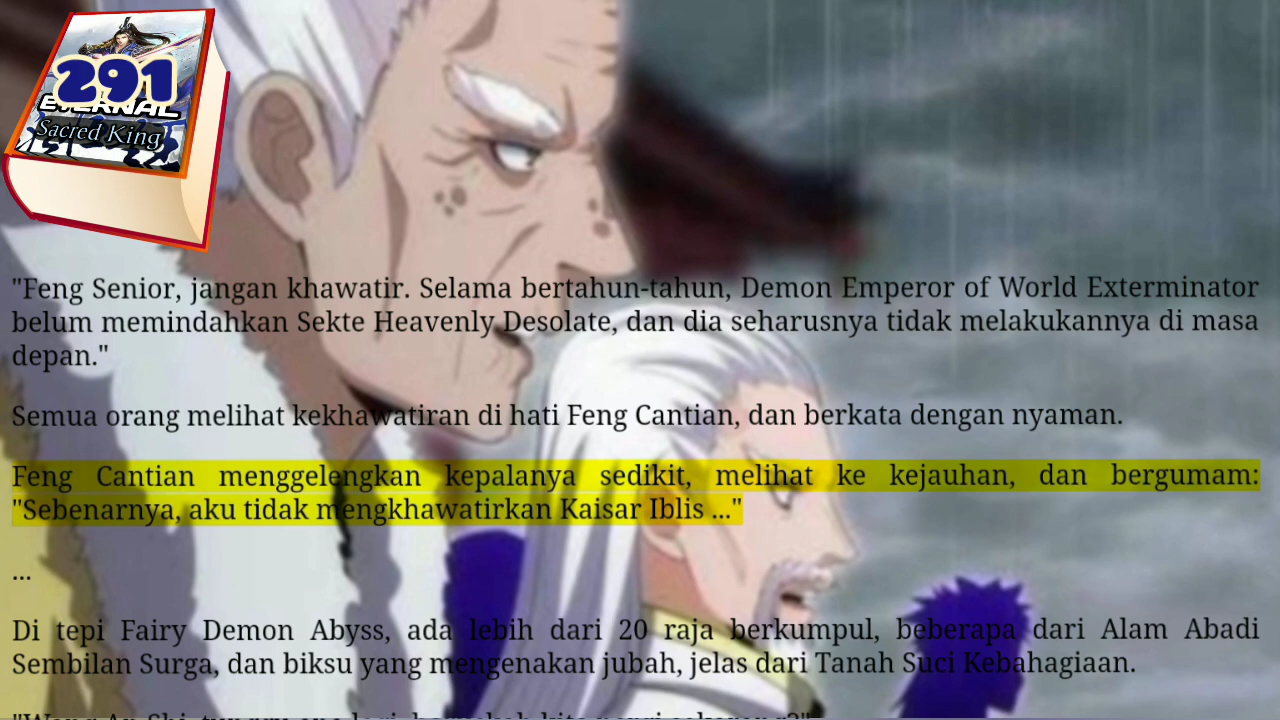 291
ETERNAL
Sacred King
"Feng Senior, jangan khawatir. Selama bertahun-tahun, Demon Emperor of World Exterminator
belum memindahkan Sekte Heavenly Desolate, dan dia seharusnya tidak melakukannya di masa
depan."
Semua orang melihat kekhawatiran di hati Feng Cantian, dan berkata dengan nyaman.
Feng Cantian menggelengkan kepalanya sedikit, melihat ke kejauhan, dan bergumam:
"Sebenarnya, aku tidak mengkhawatirkan Kaisar Iblis ..."
...
Di tepi Fairy Demon Abyss, ada lebih dari 20 raja berkumpul, beberapa dari Alam Abadi
Sembilan Surga, dan biksu yang mengenakan jubah, jelas dari Tanah Suci Kebahagiaan.